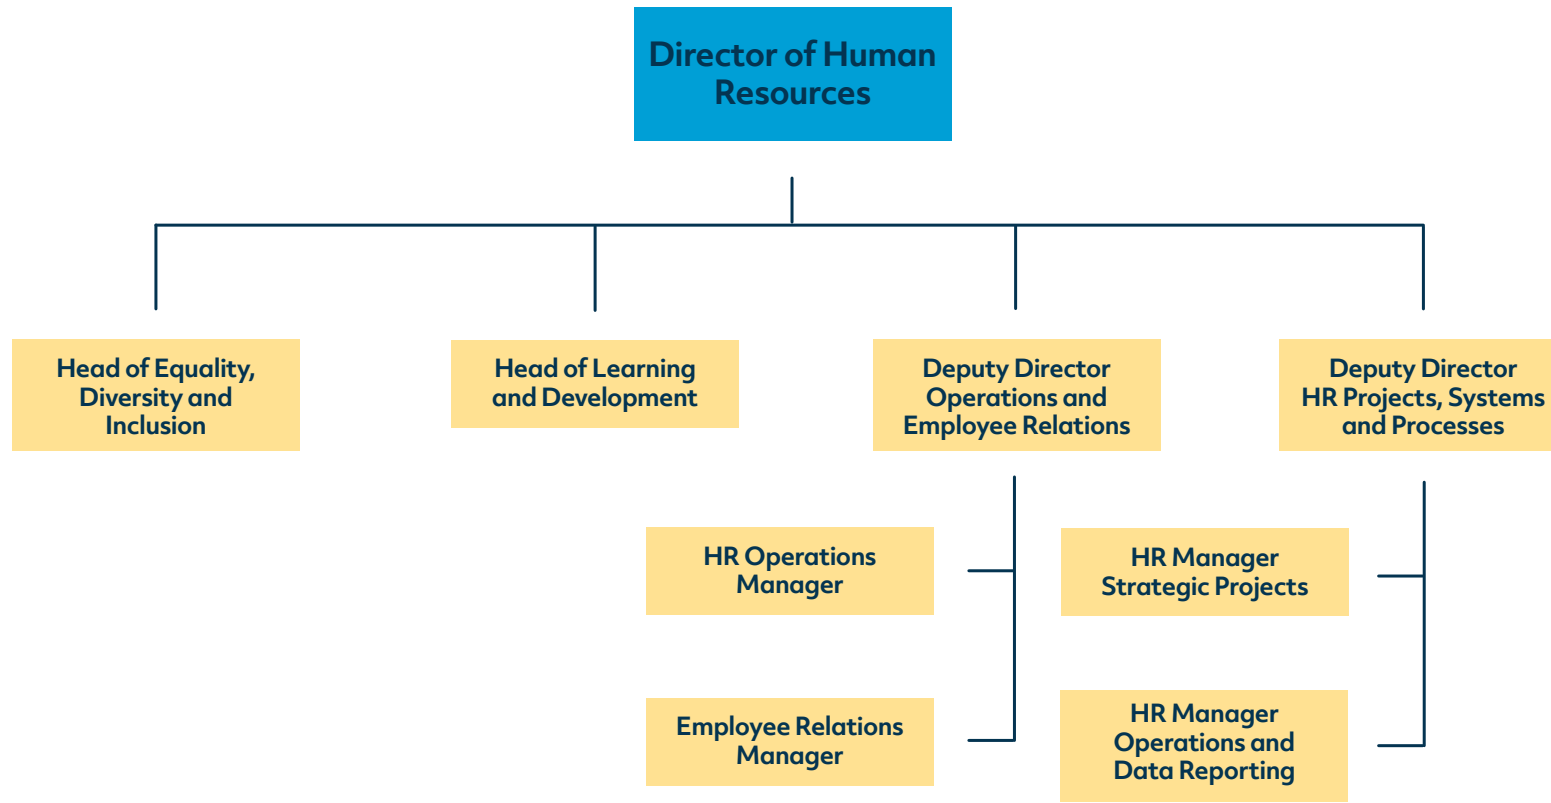 Director of Human
Resources
Head of Equality,
Diversity and
Inclusion
Head of Learning
and Development
Deputy Director
Operations and
Employee Relations
Deputy Director
HR Projects, Systems
and Processes
HR Operations
Manager
HR Manager
Strategic Projects
Employee Relations
Manager
HR Manager
Operations and
Data Reporting